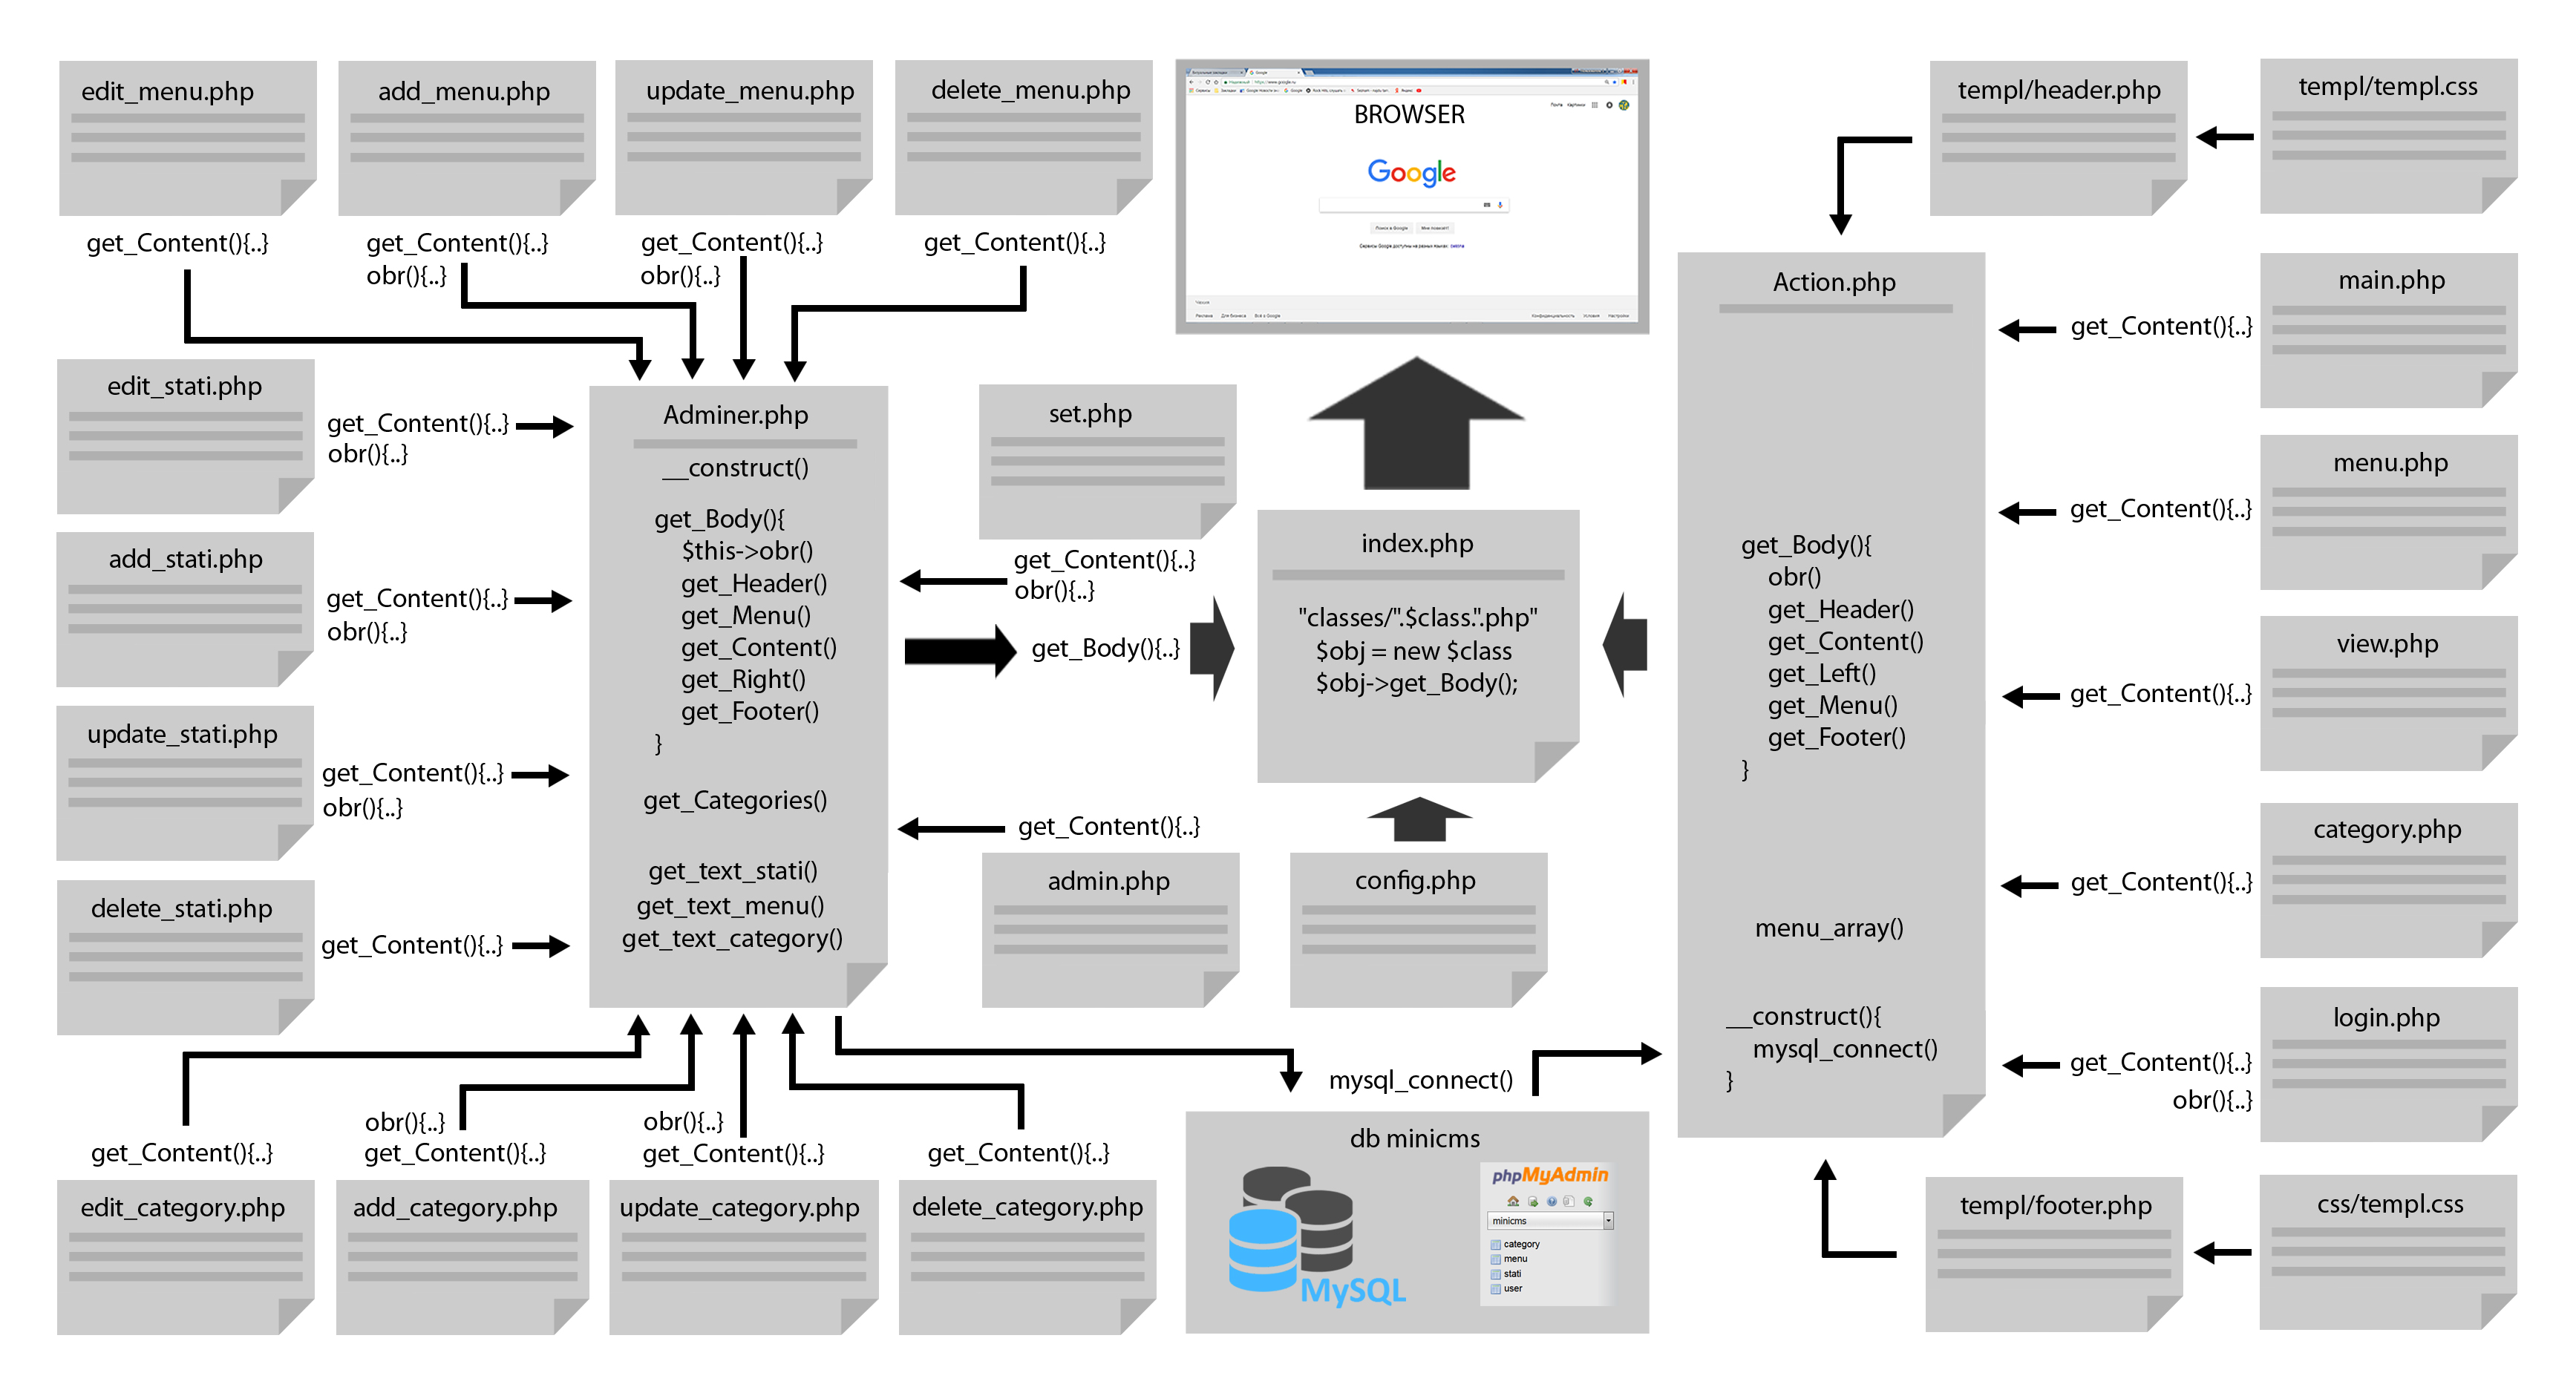 edit_menu.php
get_Content(){..}
add_menu.php
get_Content(){..}
obr(){..}
update_menu.php
get_Content(){..}
obr(){..}
delete_menu.php
get_Content(){..}
BROWSER
Google
templ/header.php
templ/templ.css
edit_stati.php
get_Content(){..}
obr(){..}
add_stati.php
get_Content(){..}
obr(){..}
update_stati.php
get_Content(){..}
obr(){..}
delete_stati.php
get_Content(){..}
Adminer.php
__construct()
get_Body(){
$this->obr()
get_Header()
get_Menu()
get_Content()
get_Right()
get_Footer()
}
get_Categories()
get_text_stati()
get_text_menu()
get_text_category()
set.php
get_Content(){..}
obr(){..}
get_Body(){..}
get_Content(){..}
admin.php
index.php
"classes/".$class.".php"
$obj = new $class
$obj->get_Body();
config.php
Action.php
get_Body(){
obr()
get_Header()
get_Content()
get_Left()
get_Menu()
get_Footer()
}
menu_array()
__construct(){
mysql_connect()
}
get_Content(){..}
main.php
get_Content(){..}
menu.php
get_Content(){..}
view.php
get_Content(){..}
category.php
get_Content(){..}
obr(){..}
login.php
get_Content(){..}
edit_category.php
obr(){..}
get_Content(){..}
add_category.php
obr(){..}
get_Content(){..}
update_category.php
get_Content(){..}
delete_category.php
mysql_connect()
db minicms
MySQL
phpMyAdmin
minicms
category
menu
stati
user
templ/footer.php
css/templ.css